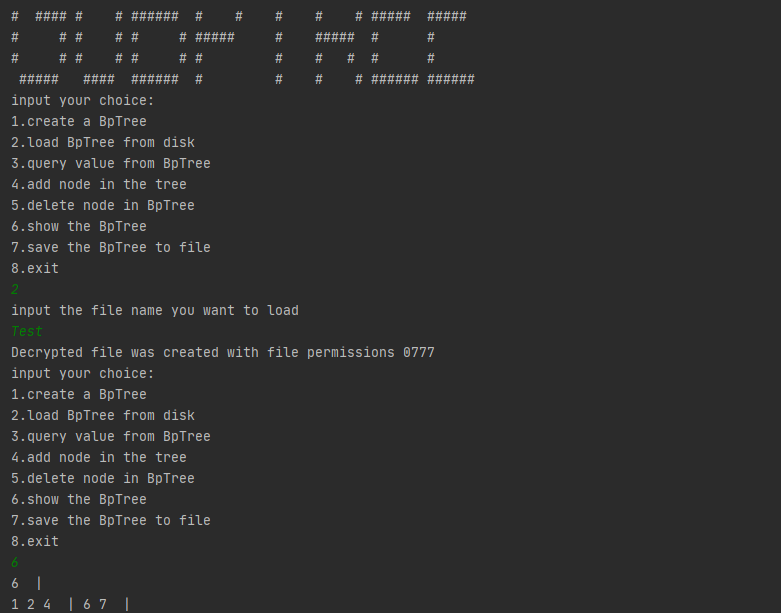 #  #### #    # ######  #    #    #    #    # #####  #####
#     # #    # #     # #####     #    #####  #      #
#     # #    # #     # #         #    #   #  #      #
 #####   ####  ######  #         #    #    # ###### ######
input your choice:
1.create a BpTree
2.load BpTree from disk
3.query value from BpTree
4.add node in the tree
5.delete node in BpTree
6.show the BpTree
7.save the BpTree to file
8.exit
2
input the file name you want to load
Test
Decrypted file was created with file permissions 0777
input your choice:
1.create a BpTree
2.load BpTree from disk
3.query value from BpTree
4.add node in the tree
5.delete node in BpTree
6.show the BpTree
7.save the BpTree to file
8.exit
6
6  |
1 2 4  | 6 7  |